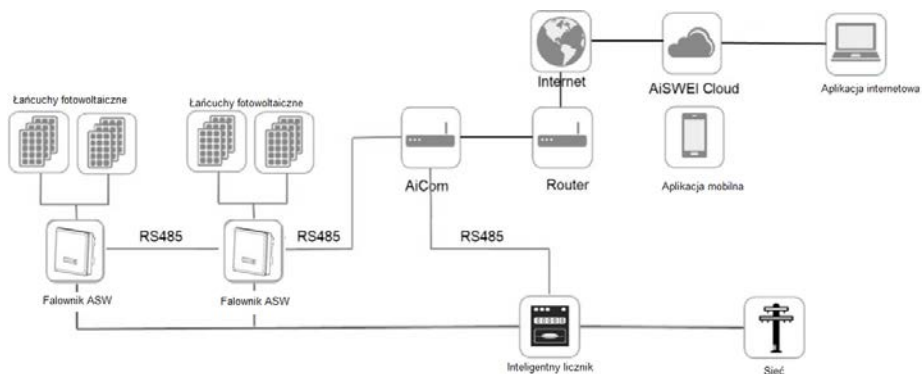 Internet
AiSWEI Cloud
Aplikacja internetowa
Łańcuchy fotowoltaiczne
Łańcuchy fotowoltaiczne
AiCom
Router
Aplikacja mobilna
RS485
RS485
RS485
Falownik ASW
Falownik ASW
Inteligentny licznik
Sieć